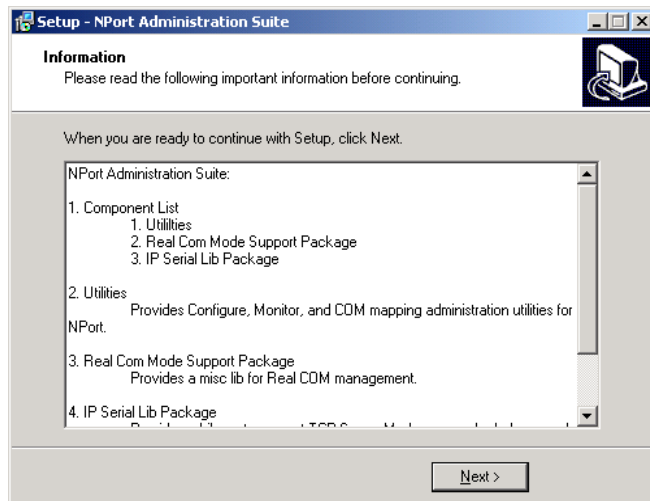 Setup - NPort Administration Suite
Information
Please read the following important information before continuing.
When you are ready to continue with Setup, click Next.
NPort Administration Suite:
1. Component List
1. Utililties
2. Real Com Mode Support Package
3. IP Serial Lib Package
2. Utilities
Provides Configure, Monitor, and COM mapping administration utilities for
NPort.
3. Real Com Mode Support Package
Provides a misc lib for Real COM management.
4. IP Serial Lib Package
Next >